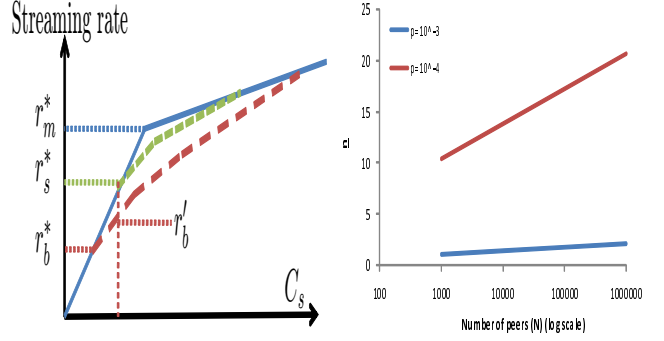 Streaming rate
r*m
r*s
r*b
r'b
Cs
25
20
15
10
5
0
p=10^-3
p=10^-4
n
100
1000
10000
100000
1000000
Number of peers (N) (log scale)